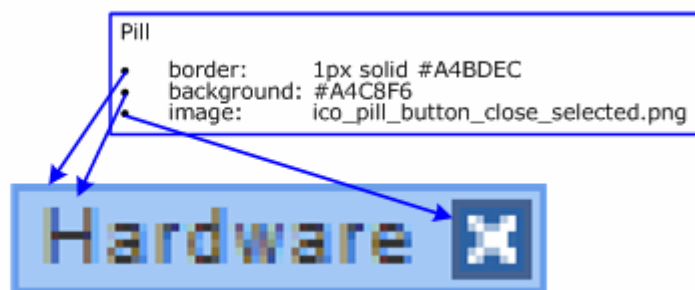 Pill
• border: 1px solid #A4BDEC
• background: #A4C8F6
• image: ico_pill_button_close_selected.png
Hardware